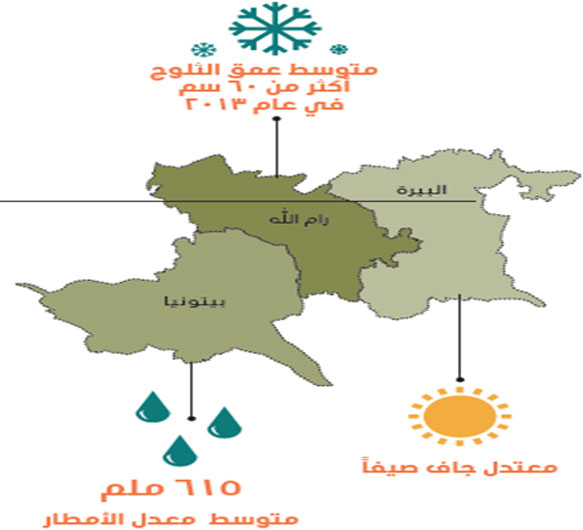 متوسط عمق الثلوج
أكثر من ٦٠ سم
في عام ٢٠١٣
البيرة
رام الله
بيتونيا
معتدل جاف صيفاً
٦١٥ ملم
متوسط معدل الأمطار